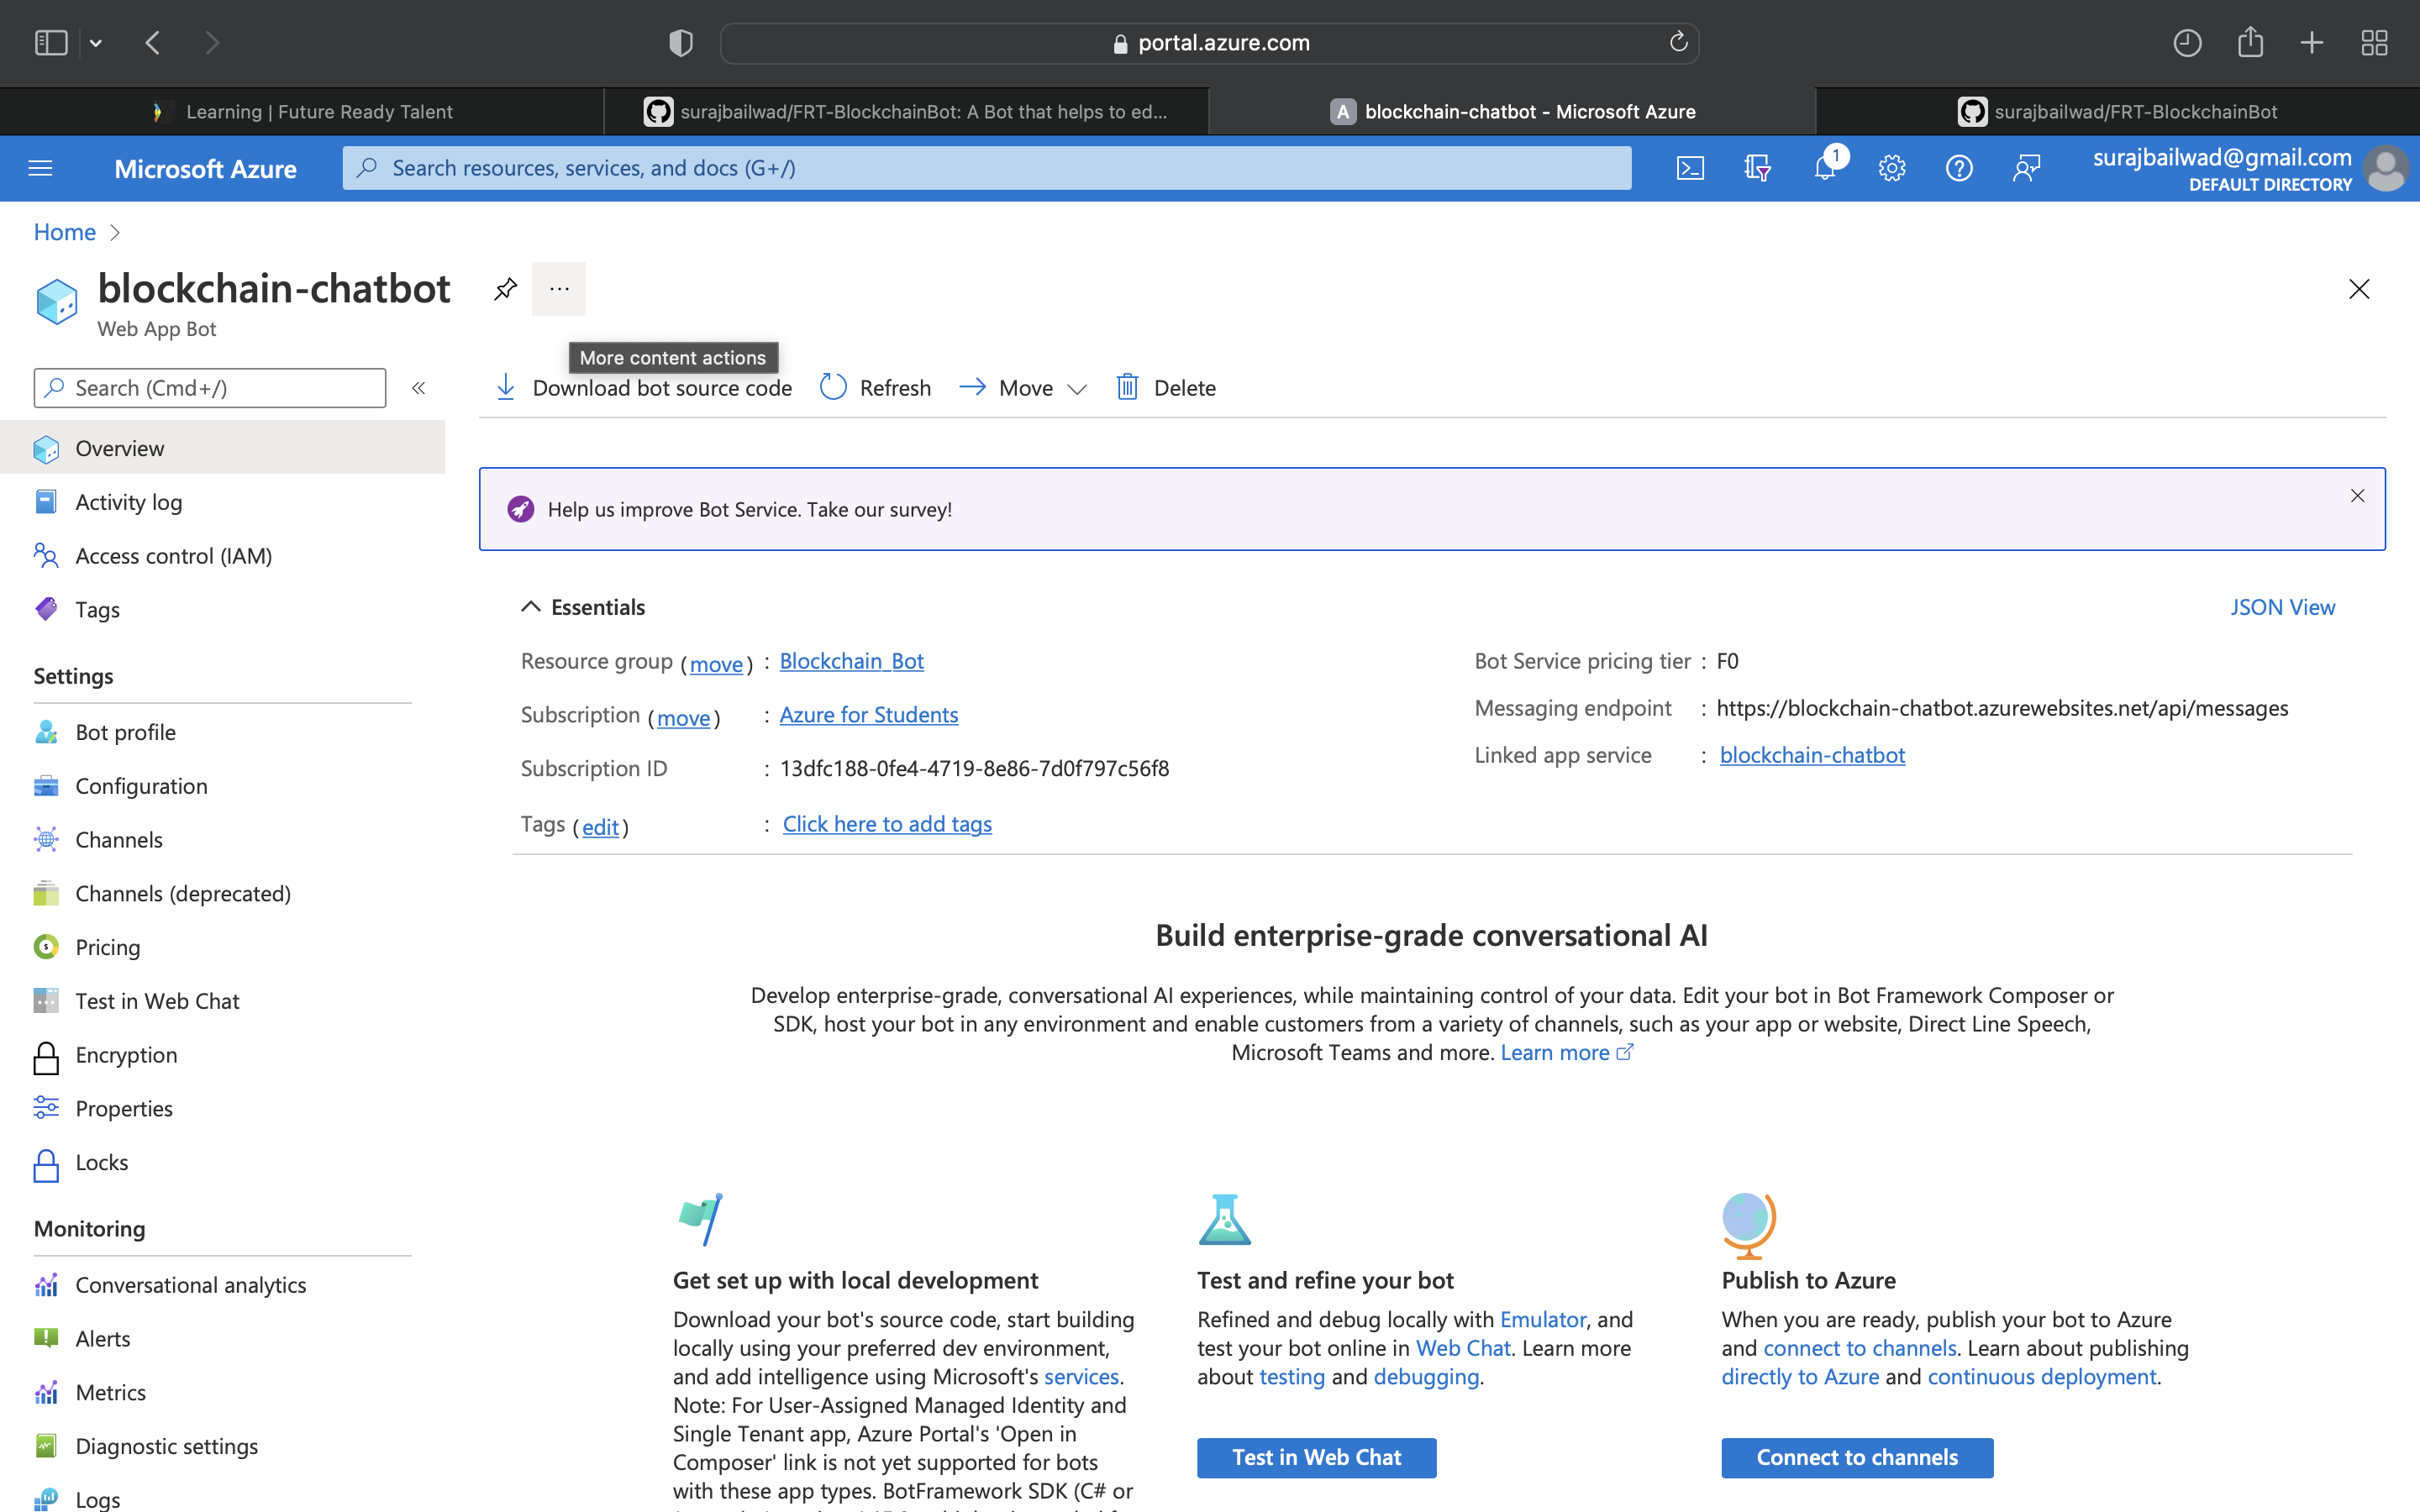 portal.azure.com
Learning | Future Ready Talent
surajbailwad/FRT-BlockchainBot: A Bot that helps to ed...
A blockchain-chatbot - Microsoft Azure
surajbailwad/FRT-BlockchainBot
Microsoft Azure
Search resources, services, and docs (G+/)
1
surajbailwad@gmail.com
DEFAULT DIRECTORY
Home
blockchain-chatbot
Web App Bot
More content actions
Search (Cmd+/)
Download bot source code
Refresh
Move
Delete
Overview
Activity log
Access control (IAM)
Tags
Settings
Bot profile
Configuration
Channels
Channels (deprecated)
Pricing
Test in Web Chat
Encryption
Properties
Locks
Monitoring
Conversational analytics
Alerts
Metrics
Diagnostic settings
Logs
Help us improve Bot Service. Take our survey!
Essentials
JSON View
Resource group (move) : Blockchain_Bot
Subscription (move) : Azure for Students
Subscription ID : 13dfc188-0fe4-4719-8e86-7d0f797c56f8
Tags (edit) : Click here to add tags
Bot Service pricing tier : F0
Messaging endpoint : https://blockchain-chatbot.azurewebsites.net/api/messages
Linked app service : blockchain-chatbot
Build enterprise-grade conversational AI
Develop enterprise-grade, conversational AI experiences, while maintaining control of your data. Edit your bot in Bot Framework Composer or
SDK, host your bot in any environment and enable customers from a variety of channels, such as your app or website, Direct Line Speech,
Microsoft Teams and more. Learn more
Get set up with local development
Download your bot's source code, start building
locally using your preferred dev environment,
and add intelligence using Microsoft's services.
Note: For User-Assigned Managed Identity and
Single Tenant app, Azure Portal's 'Open in
Composer' link is not yet supported for bots
with these app types. BotFramework SDK (C# or
Test and refine your bot
Refined and debug locally with Emulator, and
test your bot online in Web Chat. Learn more
about testing and debugging.
Test in Web Chat
Publish to Azure
When you are ready, publish your bot to Azure
and connect to channels. Learn about publishing
directly to Azure and continuous deployment.
Connect to channels